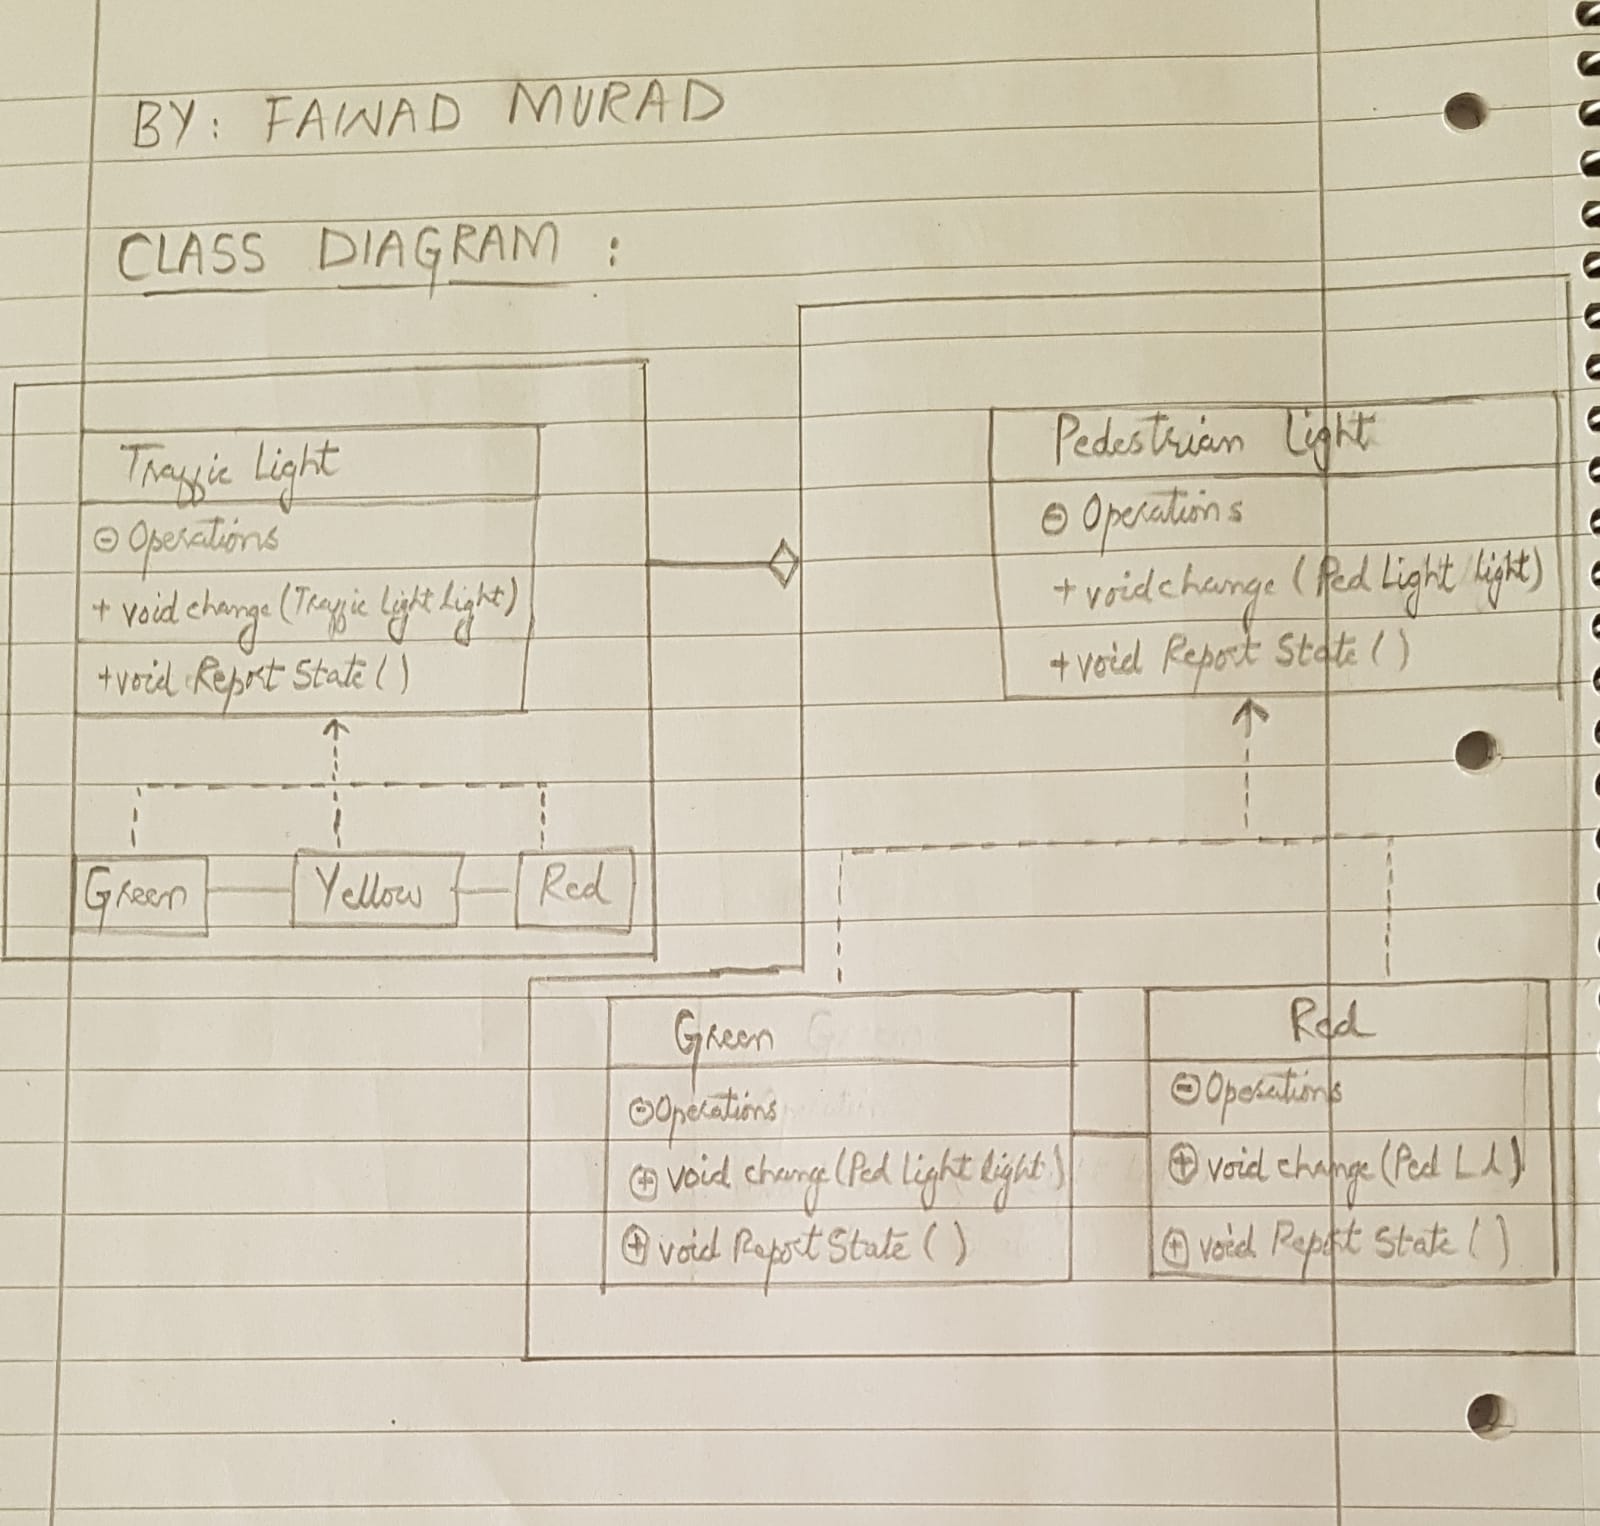 BY: FAWAD MURAD
CLASS DIAGRAM :
Traffic Light
⊖ Operations
+ void change (Traffic Light Light)
+void Report State ( )
Green
Yellow
Red
Pedestrian Light
⊖ Operations
+ void change (Ped Light light)
+void Report State ( )
Green Green
⊖Operations
⊕ void change (Ped Light light)
⊕ void Report State ( )
Red
⊖Operations
⊕ void change (Ped L l)
⊕ void Report State ( )